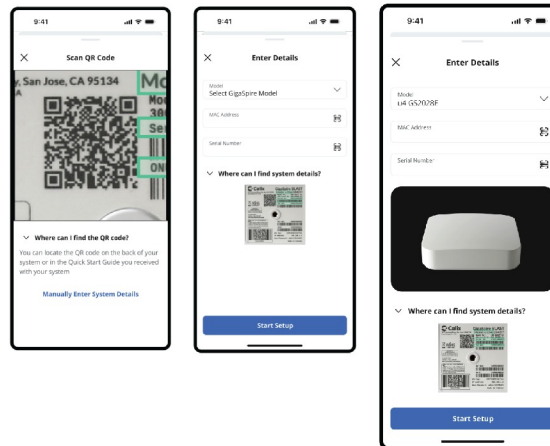 9:41
Scan QR Code
, San Jose, CA 95134
Where can I find the QR code?
You can locate the QR code on the back of your
system or in the Quick Start Guide you received
with your system
Manually Enter System Details
9:41
Enter Details
Model
Select GigaSpire Model
MAC Address
Serial Number
Where can I find system details?
Calix
Start Setup
9:41
Enter Details
Model
u4 GS2028E
MAC Address
Serial Number
Where can I find system details?
Calix
Start Setup